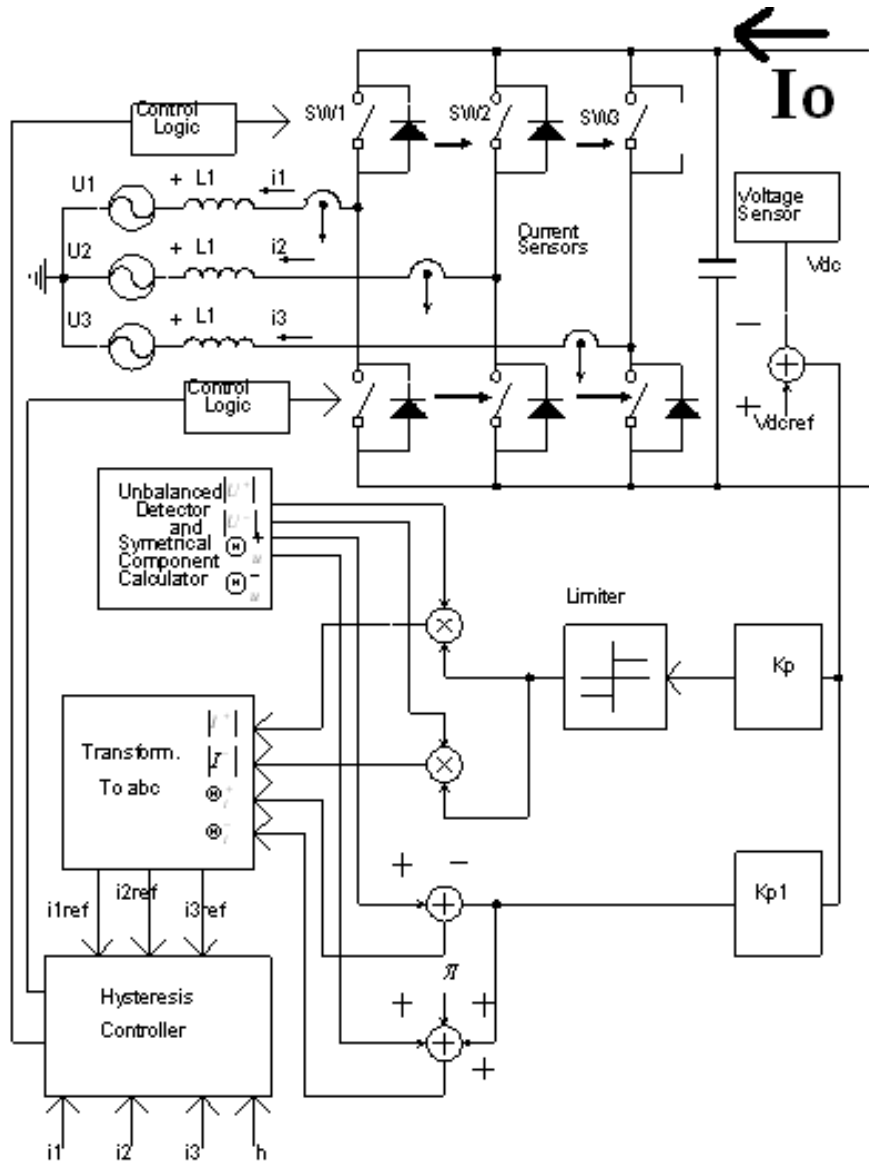 Io
Control
Logic
SW1
SW2
SW3
U1
+
L1
i1
Voltage
Sensor
Current
Sensors
U2
L1
i2
Vdc
U3
+
L1
i3
−
Control
Logic
+
Vdcref
Unbalanced
Detector
and
Symetrical
Component
Calculator
|U⁺|
|U⁻|
Θ⁺u
Θ⁻u
Limiter
×
Kp
Transform.
To abc
|I⁻|
Θ⁺i
Θ⁻i
×
+
−
Kp1
i1ref
i2ref
i3ref
+
π
+
+
Hysteresis
Controller
+
+
i1
i2
i3
h